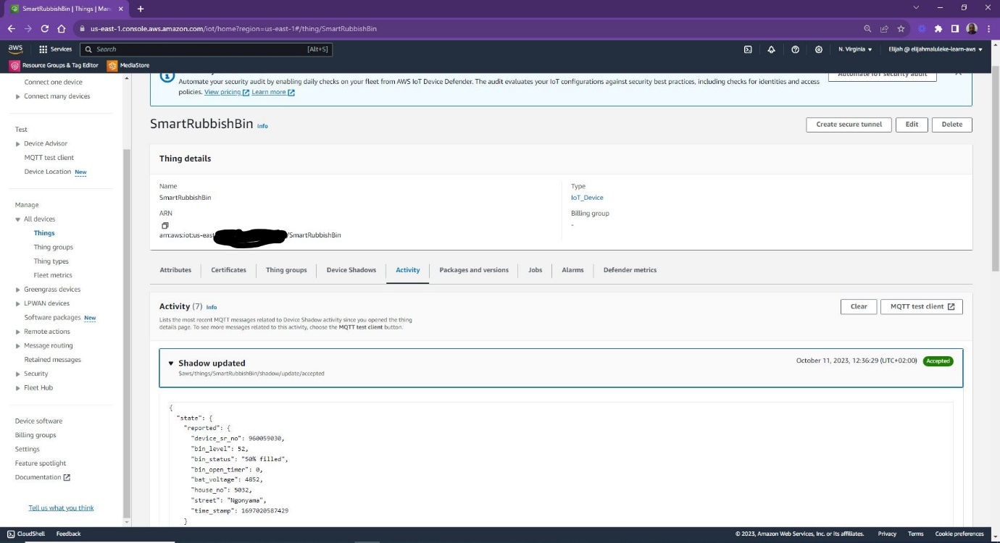 SmartRubbishBin | Things | Man
us-east-1.console.aws.amazon.com/iot/home?region=us-east-1#/thing/SmartRubbishBin
aws Services Search [Alt+S] N. Virginia Elijah @ elijahmaluleke-learn-aws
Resource Groups & Tag Editor MediaStore
Connect one device
Connect many devices
Test
Device Advisor
MQTT test client
Device Location New
Manage
All devices
Things
Thing groups
Thing types
Fleet metrics
Greengrass devices
LPWAN devices
Software packages New
Remote actions
Message routing
Retained messages
Security
Fleet Hub
Device software
Billing groups
Settings
Feature spotlight
Documentation
Tell us what you think
Automate IoT security audit
Automate your security audit by enabling daily checks on your fleet from AWS IoT Device Defender. The audit evaluates your IoT configurations against security best practices, including checks for identities and access
policies. View pricing Learn more
SmartRubbishBin Info
Create secure tunnel Edit Delete
Thing details
Name
SmartRubbishBin
ARN
arn:aws:iot:us-east /SmartRubbishBin
Type
IoT_Device
Billing group
-
Attributes Certificates Thing groups Device Shadows Activity Packages and versions Jobs Alarms Defender metrics
Activity (7) Info
Clear MQTT test client
Lists the most recent MQTT messages related to Device Shadow activity since you opened the thing
details page. To see more messages related to this activity, choose the MQTT test client button.
Shadow updated
$aws/things/SmartRubbishBin/shadow/update/accepted
October 11, 2023, 12:36:29 (UTC+02:00) Accepted
{
"state": {
"reported": {
"device_sr_no": 960059030,
"bin_level": 52,
"bin_status": "50% filled",
"bin_open_timer": 0,
"bat_voltage": 4852,
"house_no": 5032,
"street": "Ngonyama",
"time_stamp": 1697020587429
}
CloudShell Feedback © 2023, Amazon Web Services, Inc. or its affiliates. Privacy Terms Cookie preferences